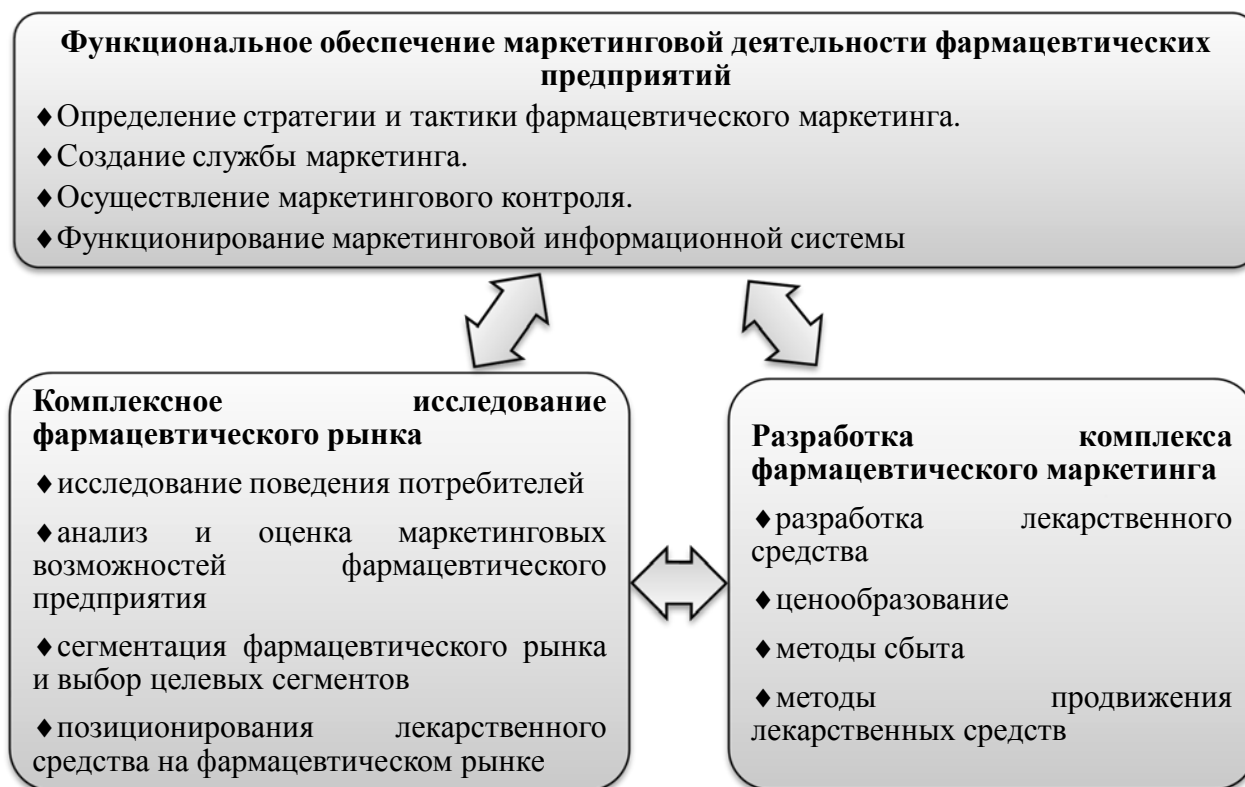 Функциональное обеспечение маркетинговой деятельности фармацевтических
предприятий
♦Определение стратегии и тактики фармацевтического маркетинга.
♦Создание службы маркетинга.
♦Осуществление маркетингового контроля.
♦Функционирование маркетинговой информационной системы
Комплексное исследование
фармацевтического рынка
♦исследование поведения потребителей
♦анализ и оценка маркетинговых
возможностей фармацевтического
предприятия
♦сегментация фармацевтического рынка
и выбор целевых сегментов
♦позиционирования лекарственного
средства на фармацевтическом рынке
Разработка комплекса
фармацевтического маркетинга
♦разработка лекарственного
средства
♦ценообразование
♦методы сбыта
♦методы продвижения
лекарственных средств